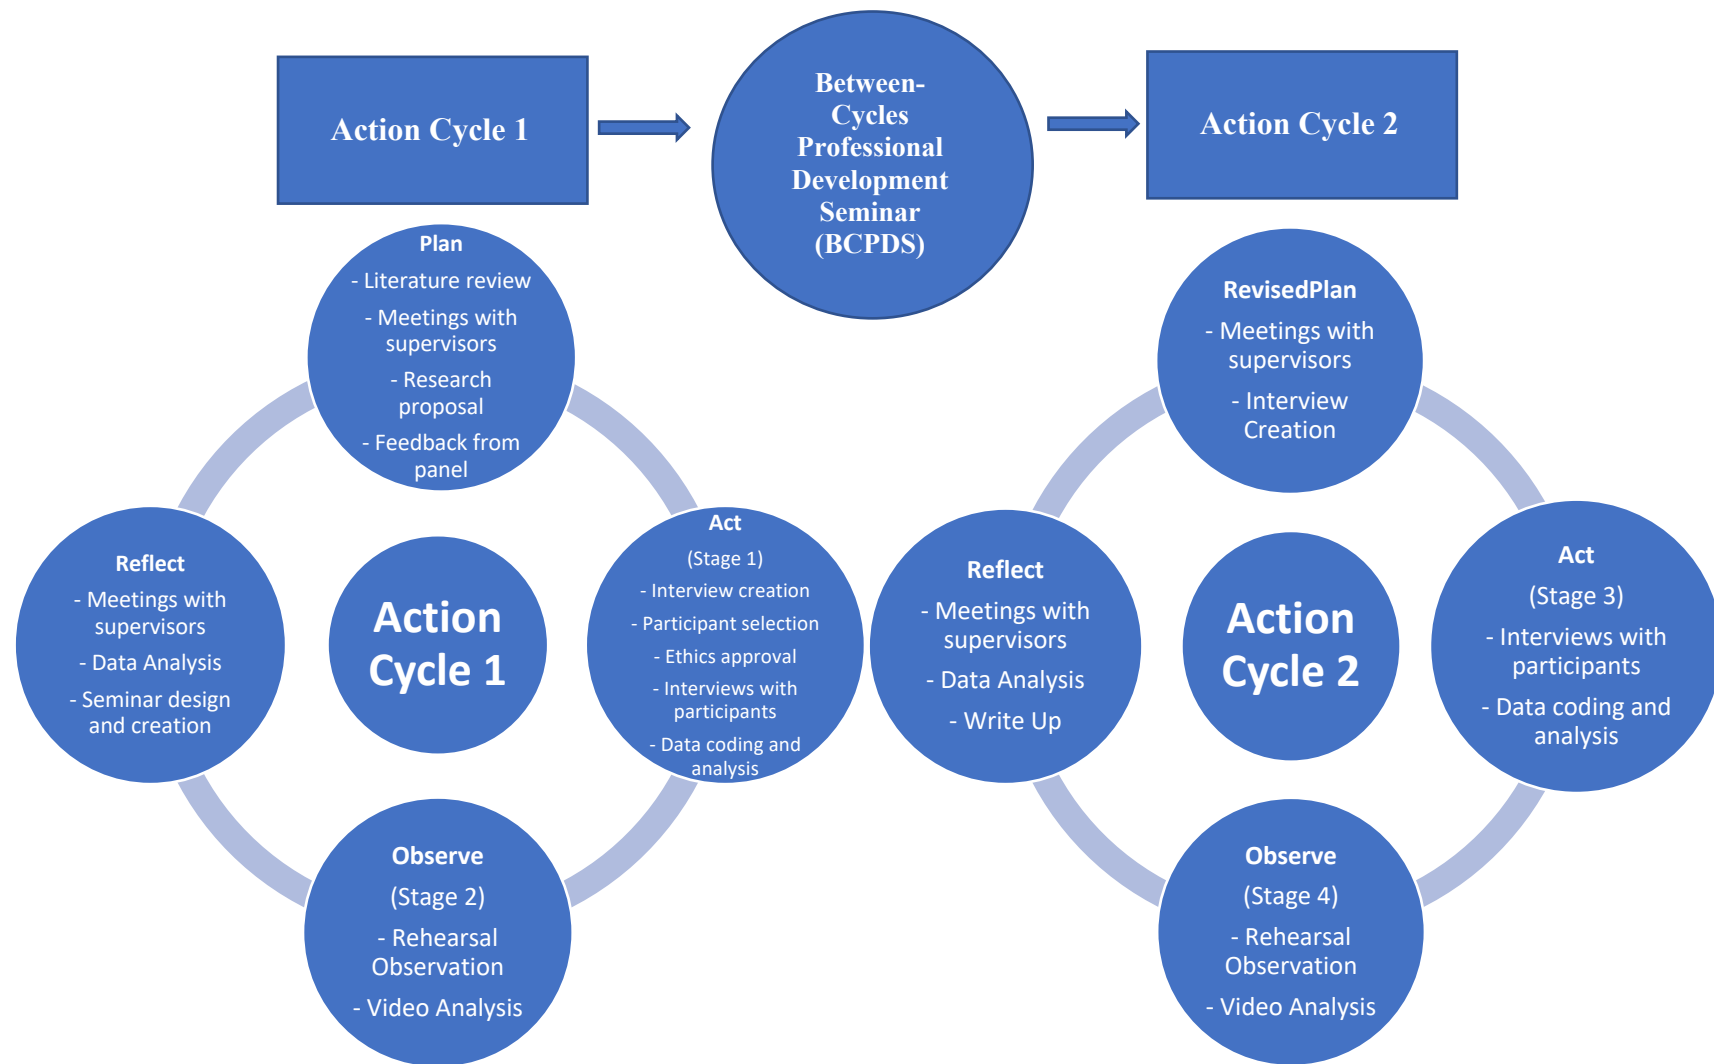 Action Cycle 1
Between-
Cycles
Professional
Development
Seminar
(BCPDS)
Action Cycle 2
Plan
- Literature review
- Meetings with
supervisors
- Research
proposal
- Feedback from
panel
Act
(Stage 1)
- Interview creation
- Participant selection
- Ethics approval
- Interviews with
participants
- Data coding and
analysis
Observe
(Stage 2)
- Rehearsal
Observation
- Video Analysis
Reflect
- Meetings with
supervisors
- Data Analysis
- Seminar design
and creation
Action
Cycle 1
RevisedPlan
- Meetings with
supervisors
- Interview
Creation
Act
(Stage 3)
- Interviews with
participants
- Data coding and
analysis
Observe
(Stage 4)
- Rehearsal
Observation
- Video Analysis
Reflect
- Meetings with
supervisors
- Data Analysis
- Write Up
Action
Cycle 2